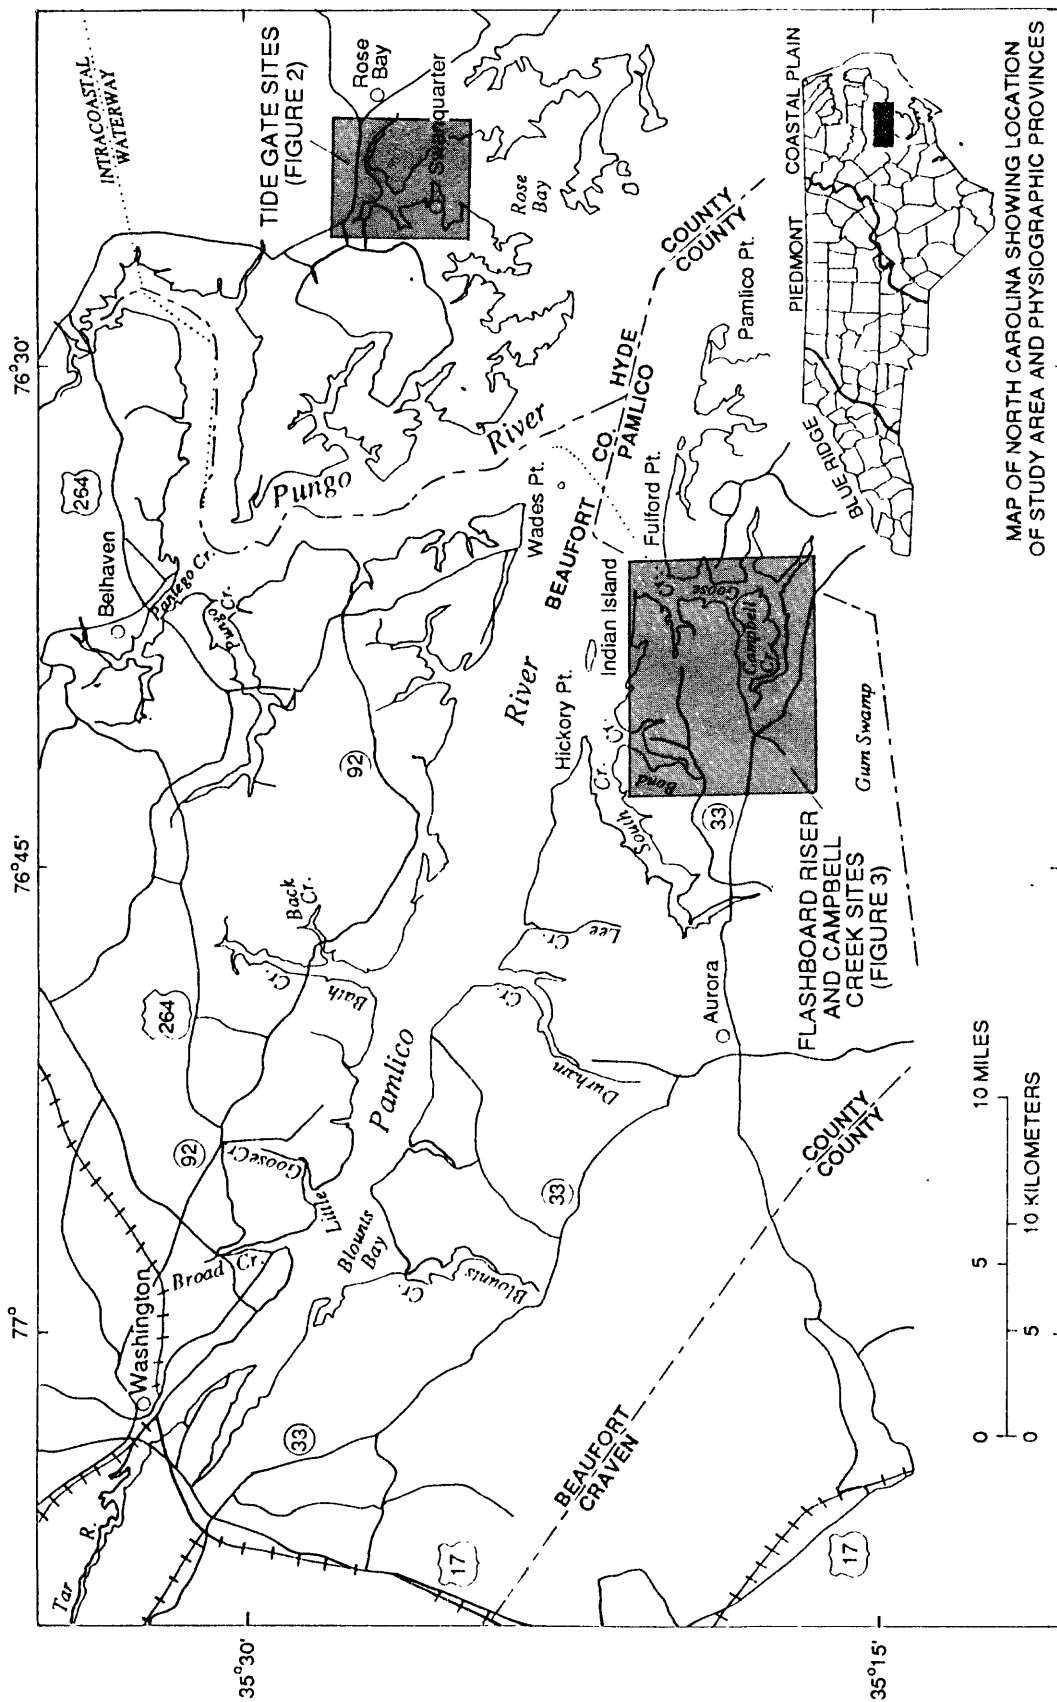 77°
76°45'
76°30'
35°30'
35°15'
Tar
R.
Washington
Broad Cr.
264
92
Belhaven
Pantego Cr.
Pungo Cr.
264
INTRACOASTAL
WATERWAY
TIDE GATE SITES
(FIGURE 2)
Rose
Bay
Swanquarter
Rose
Bay
33
Blounts
Bay
Little
Goose Cr
Bath
Cr.
Back
Cr.
92
Pungo
River
Pamlico
River
Wades Pt.
BEAUFORT CO.
HYDE
PAMLICO
COUNTY
COUNTY
Pamlico Pt.
Fulford Pt.
Indian Island
Hickory Pt.
Blounts
Cr.
33
Durham
Cr.
Lee
Cr.
South
Cr.
Bond
Cr.
Goose
Cr.
Campbell
Cr.
33
Aurora
Gum Swamp
17
BEAUFORT
CRAVEN
COUNTY
COUNTY
17
FLASHBOARD RISER
AND CAMPBELL
CREEK SITES
(FIGURE 3)
0 5 10 MILES
0 5 10 KILOMETERS
BLUE RIDGE
PIEDMONT
COASTAL PLAIN
MAP OF NORTH CAROLINA SHOWING LOCATION
OF STUDY AREA AND PHYSIOGRAPHIC PROVINCES